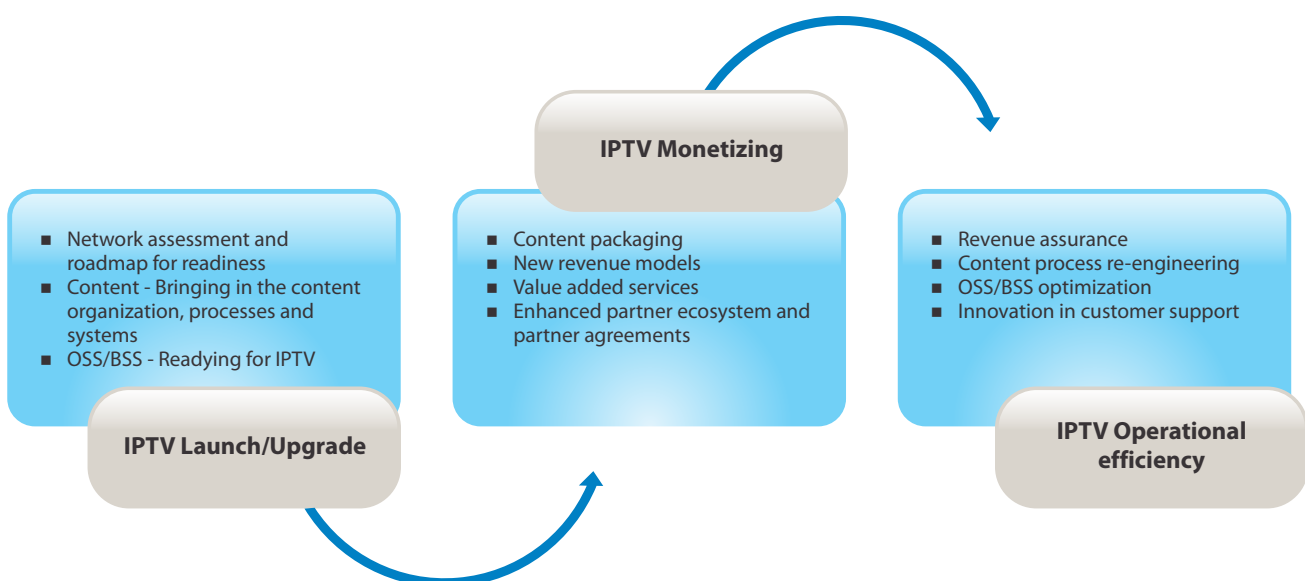 IPTV Monetizing
■ Network assessment and
roadmap for readiness
■ Content - Bringing in the content
organization, processes and
systems
■ OSS/BSS - Readying for IPTV
IPTV Launch/Upgrade
■ Content packaging
■ New revenue models
■ Value added services
■ Enhanced partner ecosystem and
partner agreements
■ Revenue assurance
■ Content process re-engineering
■ OSS/BSS optimization
■ Innovation in customer support
IPTV Operational
efficiency